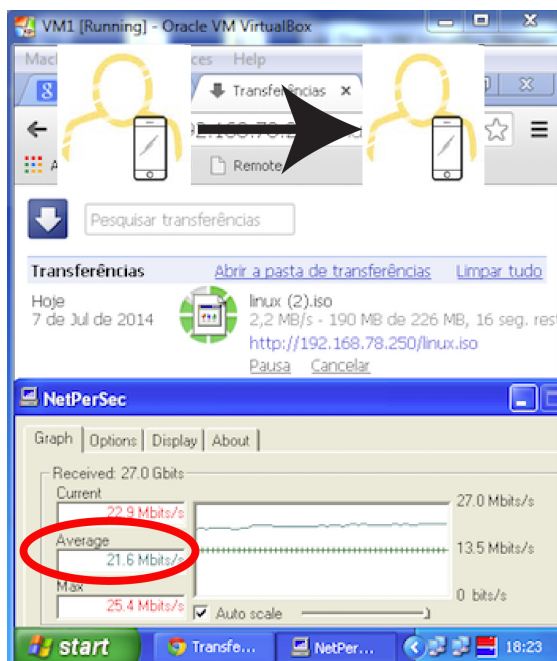 VM1 [Running] - Oracle VM VirtualBox
Help
8
Transferências x
Remote
Pesquisar transferências
Transferências Abrir a pasta de transferências Limpar tudo
Hoje
7 de Jul de 2014
linux (2).iso
2,2 MB/s - 190 MB de 226 MB, 16 seg. rest
http://192.168.78.250/linux.iso
Pausa Cancelar
NetPerSec
Graph Options Display About
Received: 27.0 Gbits
Current
22.9 Mbits/s
27.0 Mbits/s
Average
21.6 Mbits/s
13.5 Mbits/s
Max
25.4 Mbits/s
0 bits/s
Auto scale
start Transfe... NetPer... 18:23